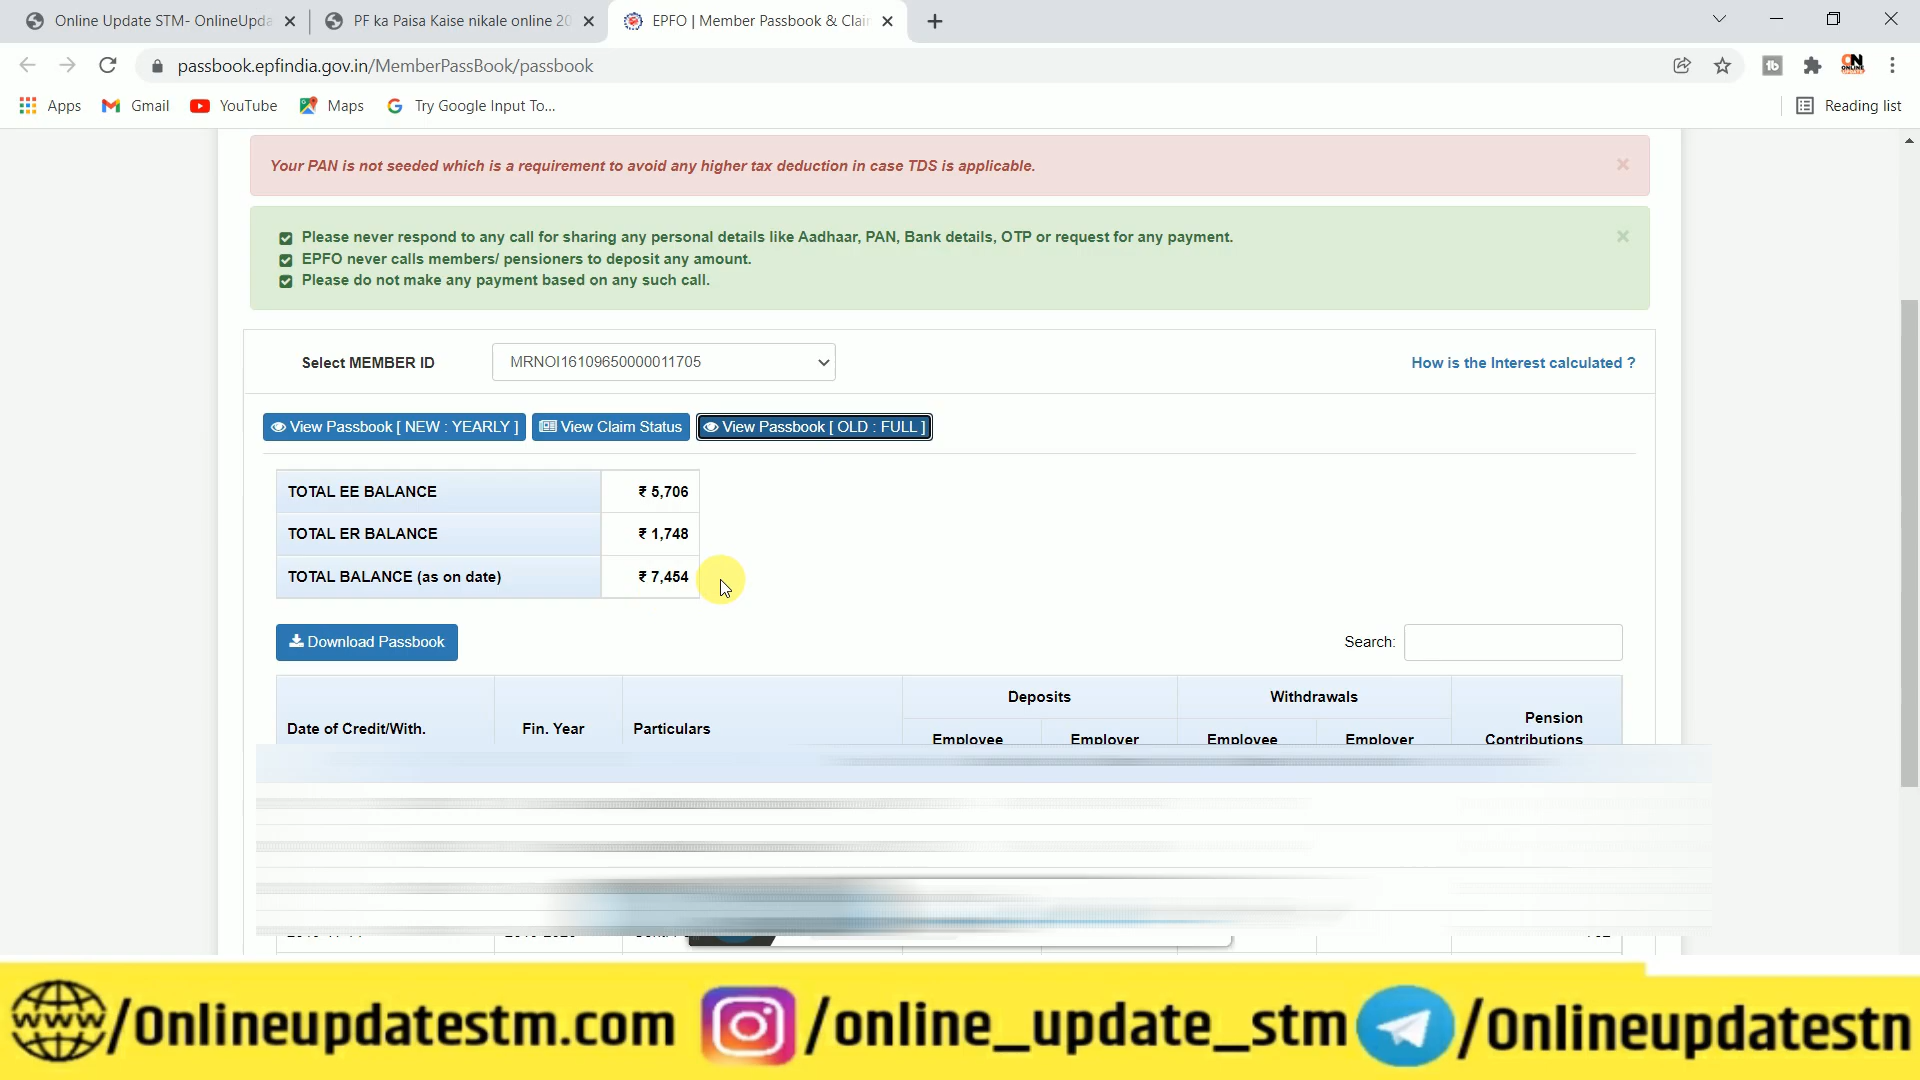 Online Update STM- OnlineUpda
PF ka Paisa Kaise nikale online 20
EPFO | Member Passbook & Clai
passbook.epfindia.gov.in/MemberPassBook/passbook
Apps
Gmail
YouTube
Maps
Try Google Input To...
Reading list
Your PAN is not seeded which is a requirement to avoid any higher tax deduction in case TDS is applicable.
Please never respond to any call for sharing any personal details like Aadhaar, PAN, Bank details, OTP or request for any payment.
EPFO never calls members/ pensioners to deposit any amount.
Please do not make any payment based on any such call.
Select MEMBER ID
MRNOI16109650000011705
How is the Interest calculated ?
View Passbook [ NEW : YEARLY ]
View Claim Status
View Passbook [ OLD : FULL ]
TOTAL EE BALANCE ₹ 5,706
TOTAL ER BALANCE ₹ 1,748
TOTAL BALANCE (as on date) ₹ 7,454
Download Passbook
Search:
Deposits
Withdrawals
Date of Credit/With.
Fin. Year
Particulars
Pension
Contributions
Employee
Employer
Employee
Employer
www/Onlineupdatestm.com
/online_update_stm
/Onlineupdatestn